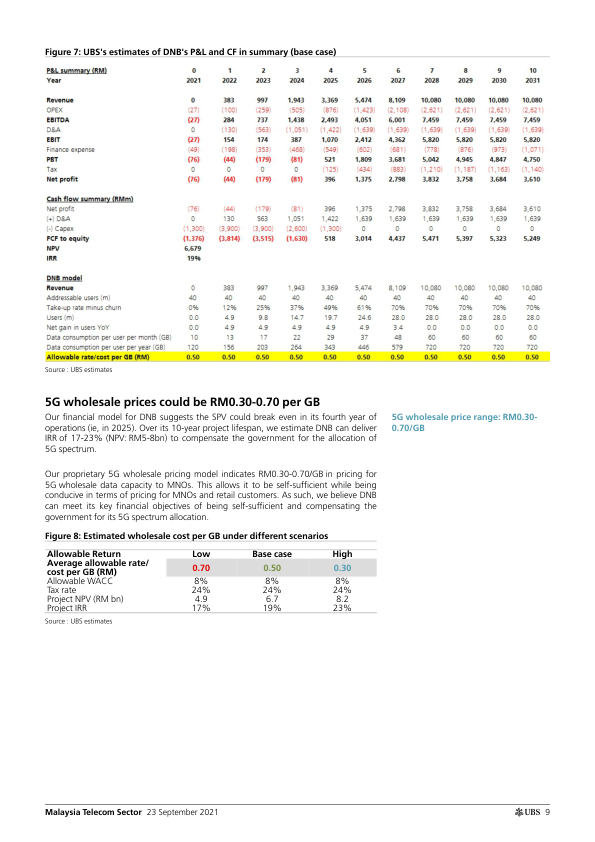 Figure 7: UBS's estimates of DNB's P&L and CF in summary (base case)
P&L summary (RM) 0 1 2 3 4 5 6 7 8 9 10
Year 2021 2022 2023 2024 2025 2026 2027 2028 2029 2030 2031
Revenue 0 383 997 1,943 3,369 5,474 8,109 10,080 10,080 10,080 10,080
OPEX (27) (100) (259) (505) (876) (1,423) (2,108) (2,621) (2,621) (2,621) (2,621)
EBITDA (27) 284 737 1,438 2,493 4,051 6,001 7,459 7,459 7,459 7,459
D&A 0 (130) (563) (1,051) (1,422) (1,639) (1,639) (1,639) (1,639) (1,639) (1,639)
EBIT (27) 154 174 387 1,070 2,412 4,362 5,820 5,820 5,820 5,820
Finance expense (49) (198) (353) (468) (549) (602) (681) (778) (876) (973) (1,071)
PBT (76) (44) (179) (81) 521 1,809 3,681 5,042 4,945 4,847 4,750
Tax 0 0 0 0 (125) (434) (883) (1,210) (1,187) (1,163) (1,140)
Net profit (76) (44) (179) (81) 396 1,375 2,798 3,832 3,758 3,684 3,610
Cash flow summary (RMm)
Net profit (76) (44) (179) (81) 396 1,375 2,798 3,832 3,758 3,684 3,610
(+) D&A 0 130 563 1,051 1,422 1,639 1,639 1,639 1,639 1,639 1,639
(-) Capex (1,300) (3,900) (3,900) (2,600) (1,300) 0 0 0 0 0 0
FCF to equity (1,376) (3,814) (3,515) (1,630) 518 3,014 4,437 5,471 5,397 5,323 5,249
NPV 6,679
IRR 19%
DNB model
Revenue 0 383 997 1,943 3,369 5,474 8,109 10,080 10,080 10,080 10,080
Addressable users (m) 40 40 40 40 40 40 40 40 40 40 40
Take-up rate minus churn 0% 12% 25% 37% 49% 61% 70% 70% 70% 70% 70%
Users (m) 0.0 4.9 9.8 14.7 19.7 24.6 28.0 28.0 28.0 28.0 28.0
Net gain in users YoY 0.0 4.9 4.9 4.9 4.9 4.9 3.4 0.0 0.0 0.0 0.0
Data consumption per user per month (GB) 10 13 17 22 29 37 48 60 60 60 60
Data consumption per user per year (GB) 120 156 203 264 343 446 579 720 720 720 720
Allowable rate/cost per GB (RM) 0.50 0.50 0.50 0.50 0.50 0.50 0.50 0.50 0.50 0.50 0.50
Source : UBS estimates
5G wholesale prices could be RM0.30-0.70 per GB
Our financial model for DNB suggests the SPV could break even in its fourth year of
operations (ie, in 2025). Over its 10-year project lifespan, we estimate DNB can deliver
IRR of 17-23% (NPV: RM5-8bn) to compensate the government for the allocation of
5G spectrum.
5G wholesale price range: RM0.30-
0.70/GB
Our proprietary 5G wholesale pricing model indicates RM0.30-0.70/GB in pricing for
5G wholesale data capacity to MNOs. This allows it to be self-sufficient while being
conducive in terms of pricing for MNOs and retail customers. As such, we believe DNB
can meet its key financial objectives of being self-sufficient and compensating the
government for its 5G spectrum allocation.
Figure 8: Estimated wholesale cost per GB under different scenarios
Allowable Return Low Base case High
Average allowable rate/
cost per GB (RM) 0.70 0.50 0.30
Allowable WACC 8% 8% 8%
Tax rate 24% 24% 24%
Project NPV (RM bn) 4.9 6.7 8.2
Project IRR 17% 19% 23%
Source : UBS estimates
Malaysia Telecom Sector 23 September 2021 UBS 9